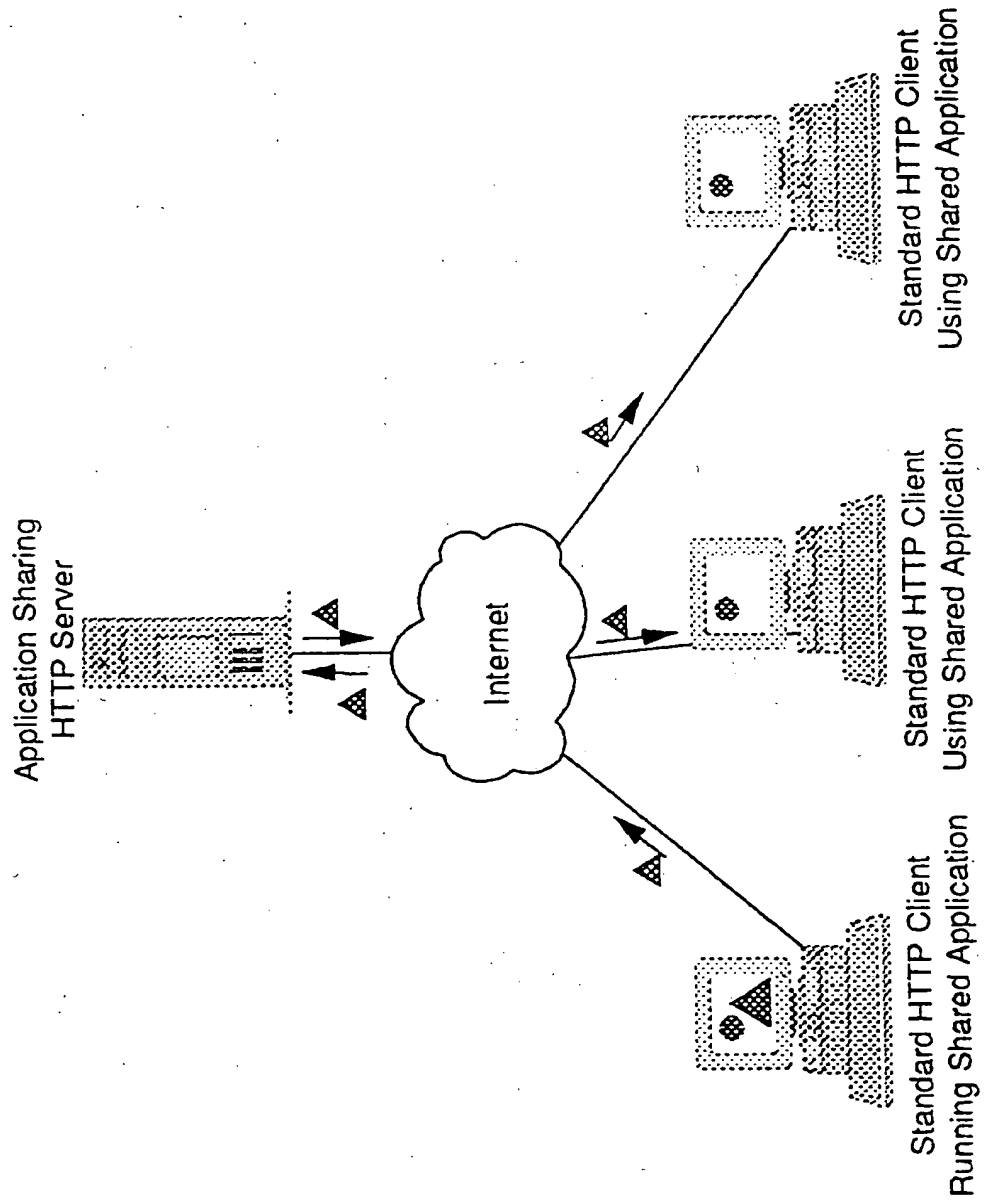 Application Sharing
HTTP Server
Internet
Standard HTTP Client
Running Shared Application
Standard HTTP Client
Using Shared Application
Standard HTTP Client
Using Shared Application